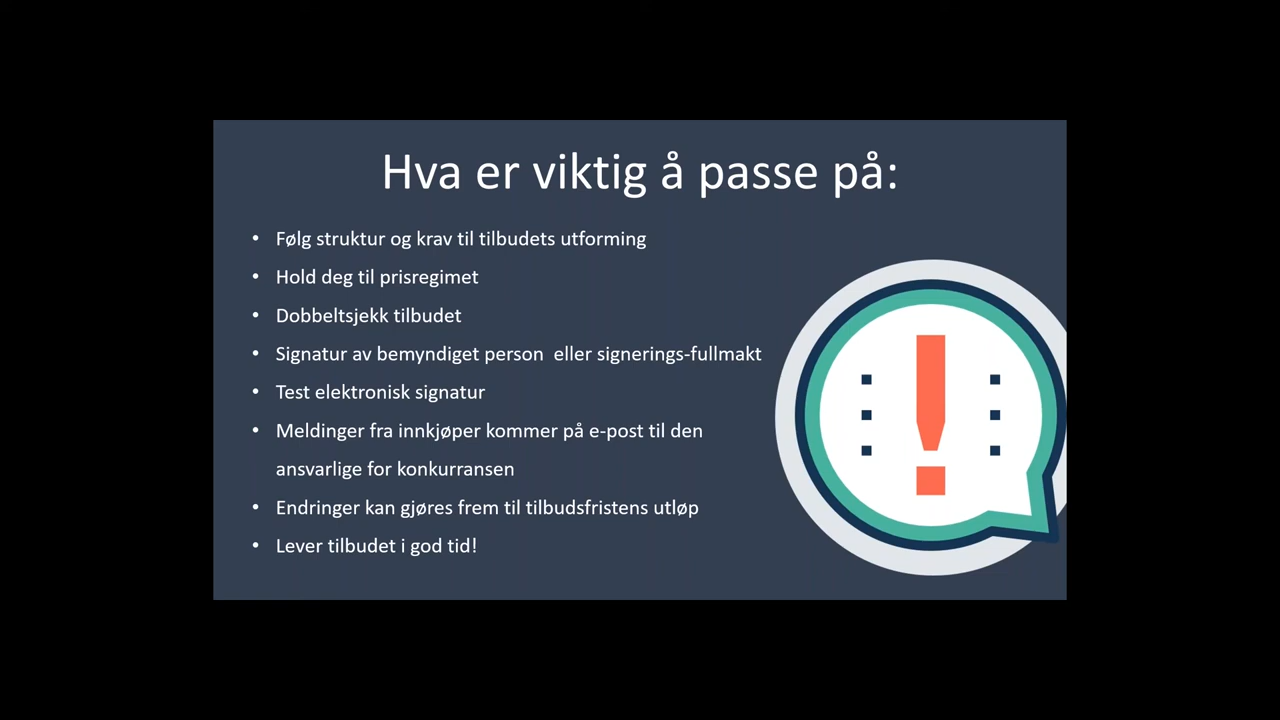 Hva er viktig å passe på:
• Følg struktur og krav til tilbudets utforming
• Hold deg til prisregimet
• Dobbeltsjekk tilbudet
• Signatur av bemyndiget person  eller signerings-fullmakt
• Test elektronisk signatur
• Meldinger fra innkjøper kommer på e-post til den
ansvarlige for konkurransen
• Endringer kan gjøres frem til tilbudsfristens utløp
• Lever tilbudet i god tid!